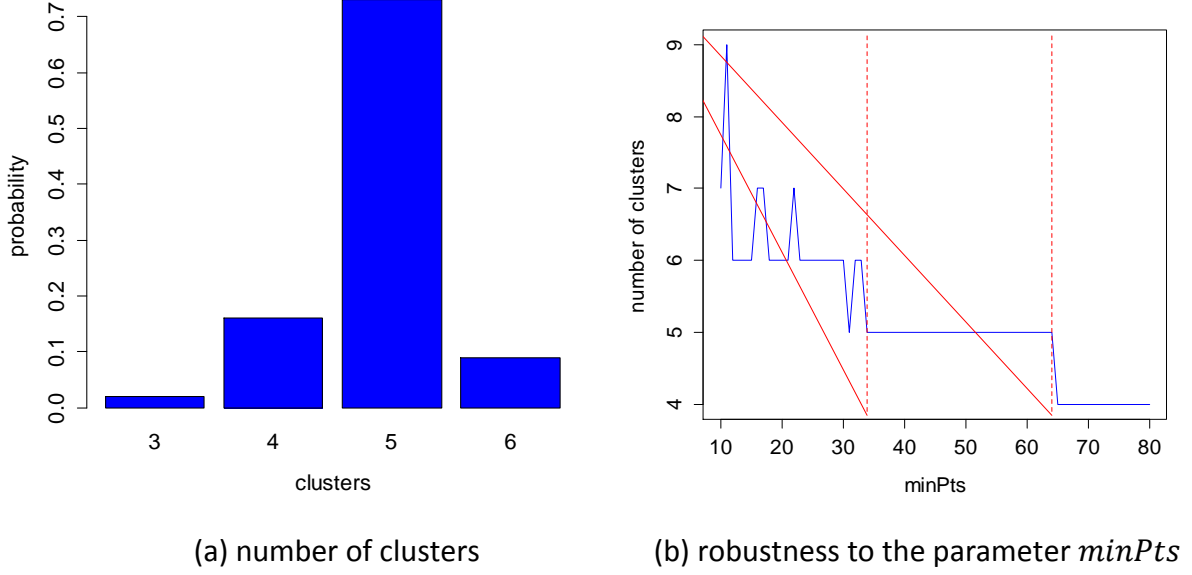 0.7
0.6
0.5
0.4
0.3
0.2
0.1
0.0
probability
3 4 5 6
clusters
(a) number of clusters
9
8
7
6
5
4
number of clusters
10 20 30 40 50 60 70 80
minPts
(b) robustness to the parameter minPts